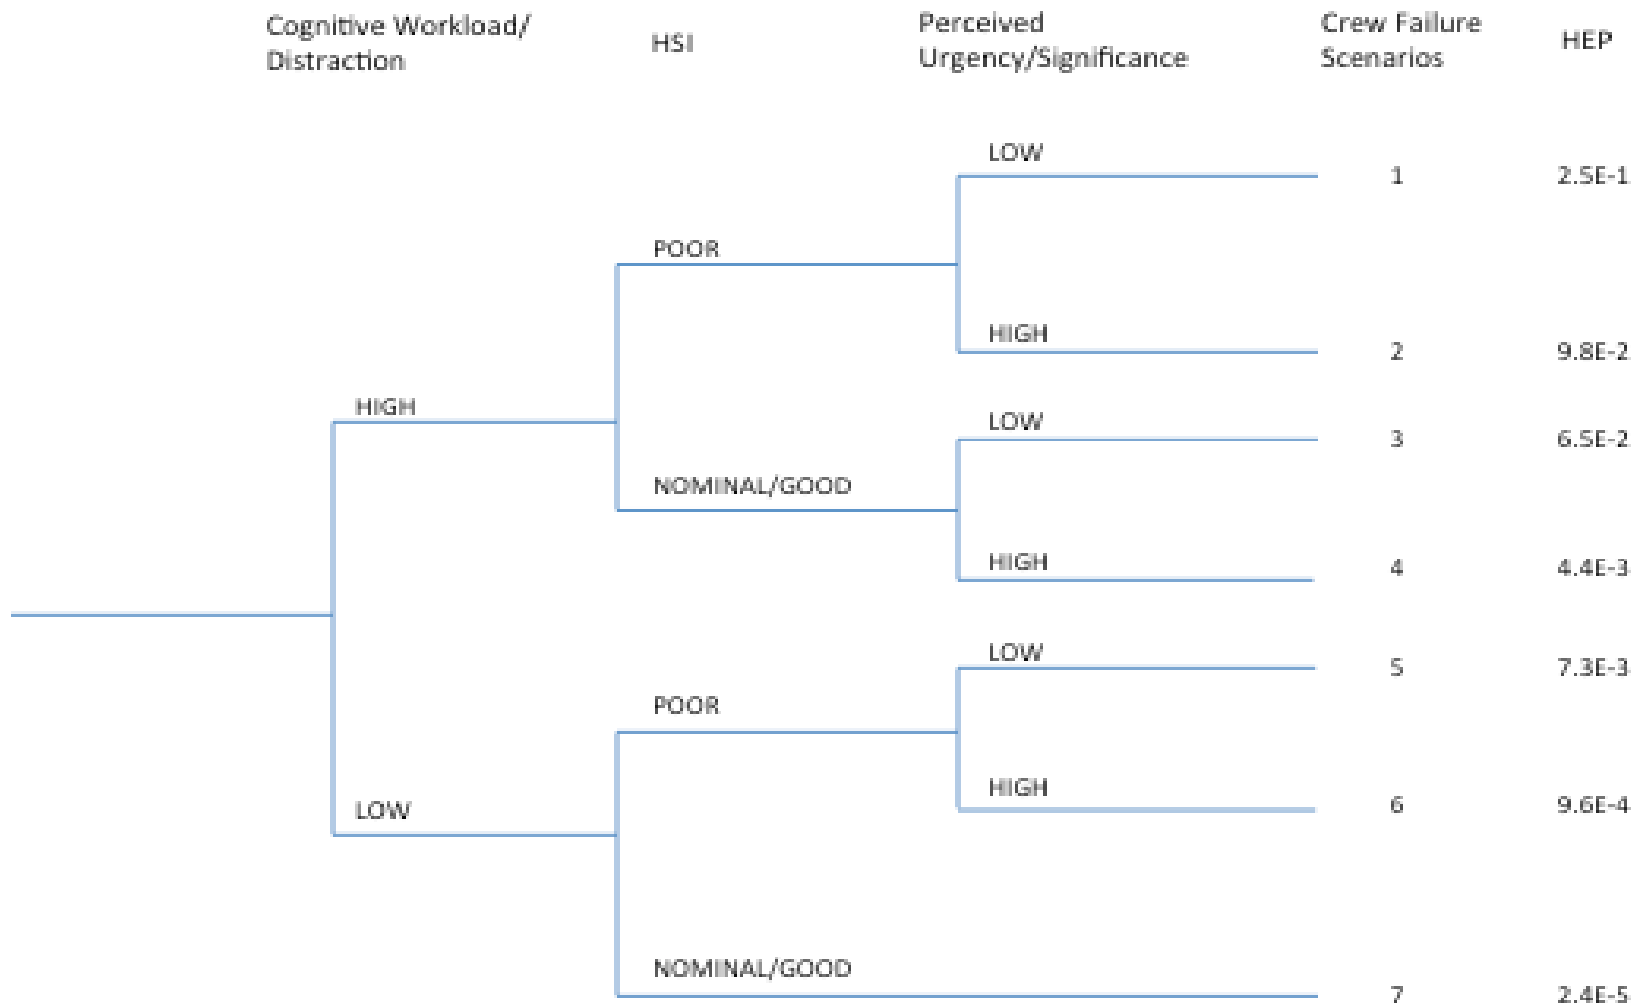 Cognitive Workload/
Distraction
HSI
Perceived
Urgency/Significance
Crew Failure
Scenarios
HEP
LOW
1
2.5E-1
POOR
HIGH
2
9.8E-2
HIGH
LOW
3
6.5E-2
NOMINAL/GOOD
HIGH
4
4.4E-3
LOW
5
7.3E-3
POOR
HIGH
6
9.6E-4
LOW
NOMINAL/GOOD
7
2.4E-5